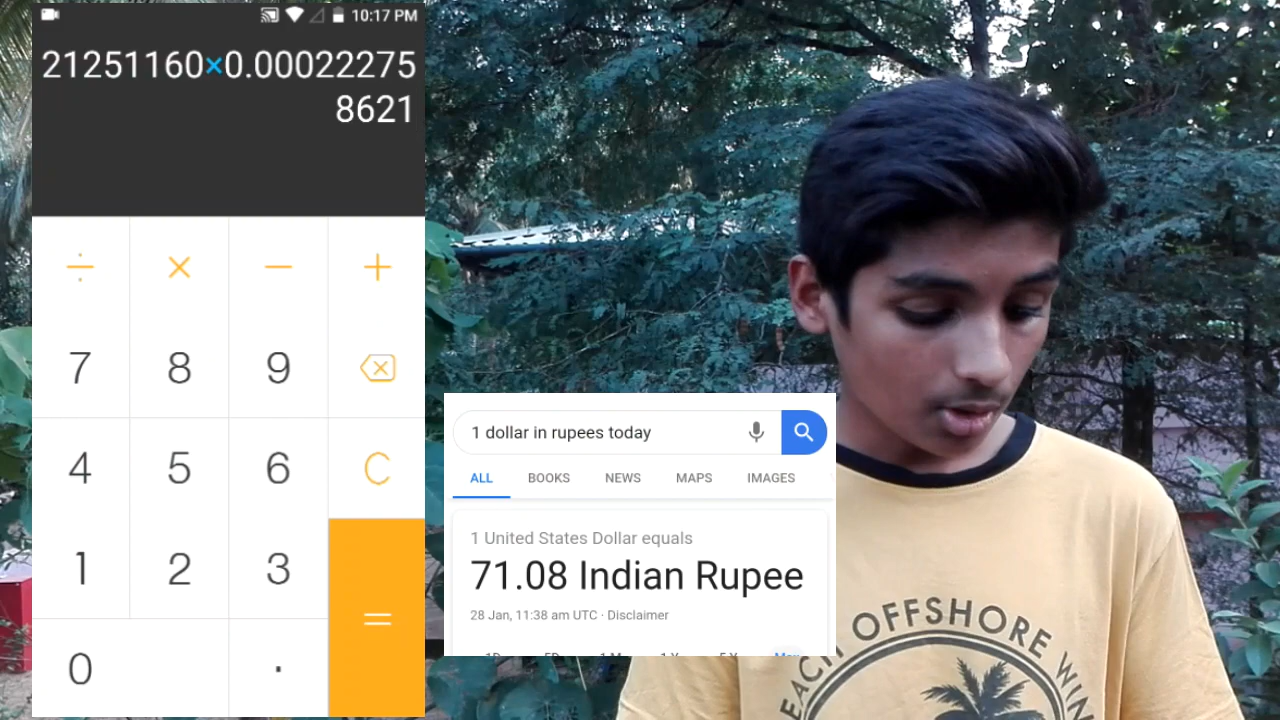 10:17 PM
21251160×0.00022275
8621
÷ × − +
7 8 9
4 5 6 C
1 2 3 =
0 .
1 dollar in rupees today
ALL BOOKS NEWS MAPS IMAGES
1 United States Dollar equals
71.08 Indian Rupee
28 Jan, 11:38 am UTC · Disclaimer
EACH OFFSHORE WIN